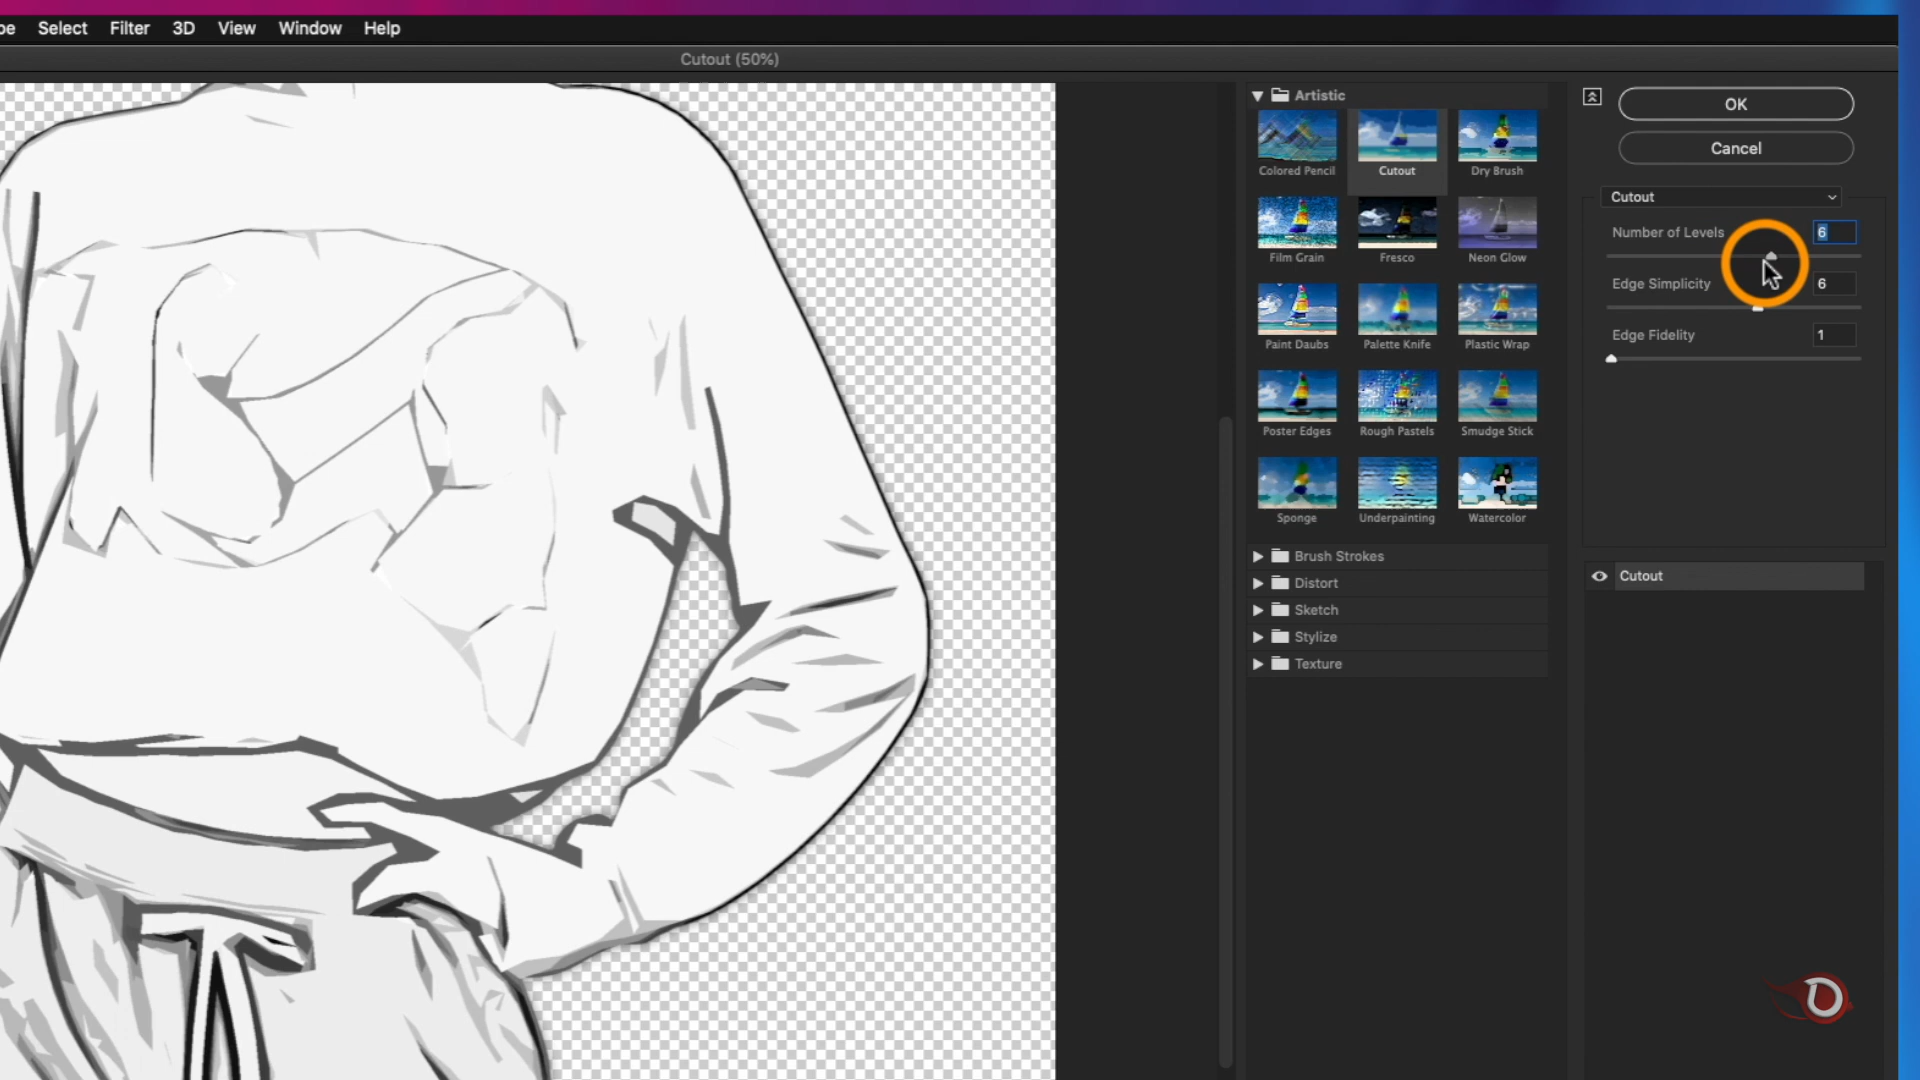 pe Select Filter 3D View Window Help
Cutout (50%)
Artistic
Colored Pencil Cutout Dry Brush
Film Grain Fresco Neon Glow
Paint Daubs Palette Knife Plastic Wrap
Poster Edges Rough Pastels Smudge Stick
Sponge Underpainting Watercolor
Brush Strokes
Distort
Sketch
Stylize
Texture
OK
Cancel
Cutout
Number of Levels 6
Edge Simplicity 6
Edge Fidelity 1
Cutout
D